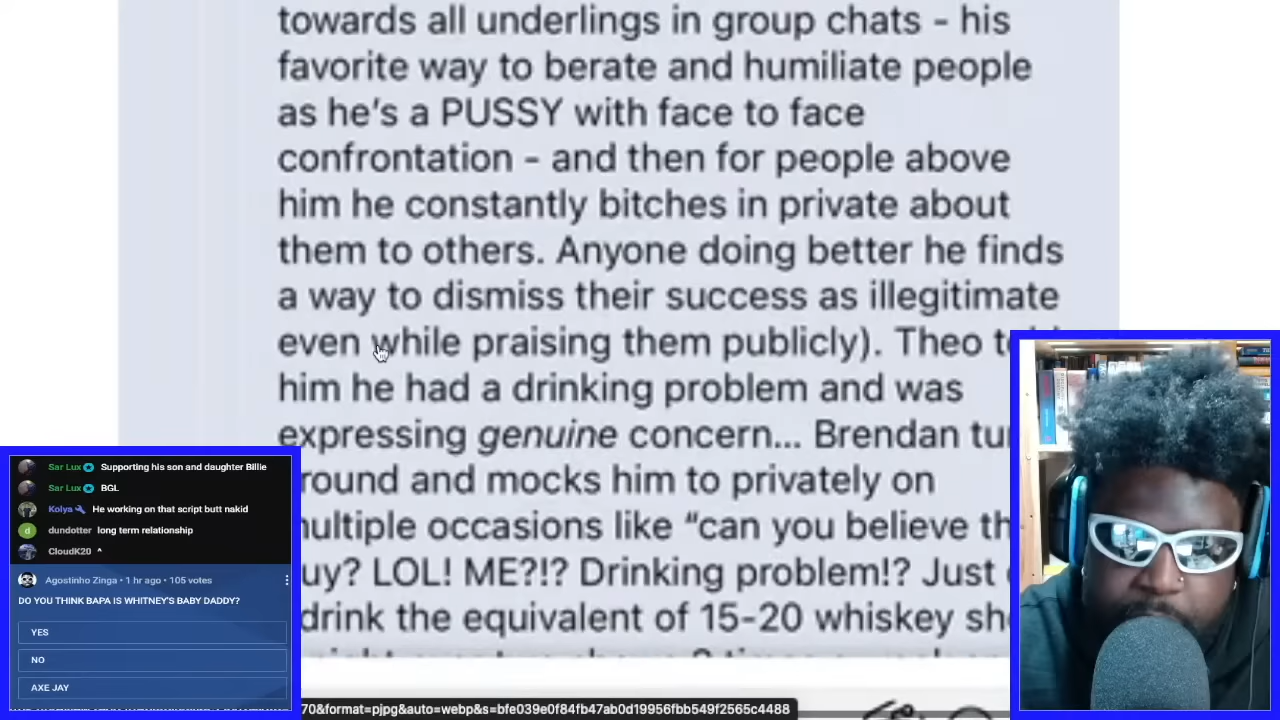 towards all underlings in group chats - his
favorite way to berate and humiliate people
as he's a PUSSY with face to face
confrontation - and then for people above
him he constantly bitches in private about
them to others. Anyone doing better he finds
a way to dismiss their success as illegitimate
even while praising them publicly). Theo
him he had a drinking problem and was
expressing genuine concern... Brendan
and mocks him to privately on
occasions like “can you believe
LOL! ME?!? Drinking problem!? Just
drink the equivalent of 15-20 whiskey
Sar Lux Supporting his son and daughter Billie
Sar Lux BGL
Kolya He working on that script butt nakid
dundotter long term relationship
CloudK20 ^
Agostinho Zinga • 1 hr ago • 105 votes
DO YOU THINK BAPA IS WHITNEY'S BABY DADDY?
YES
NO
AXE JAY
70&format=pjpg&auto=webp&s=bfe039e0f84fb47ab0d19956fbb549f2565c4488